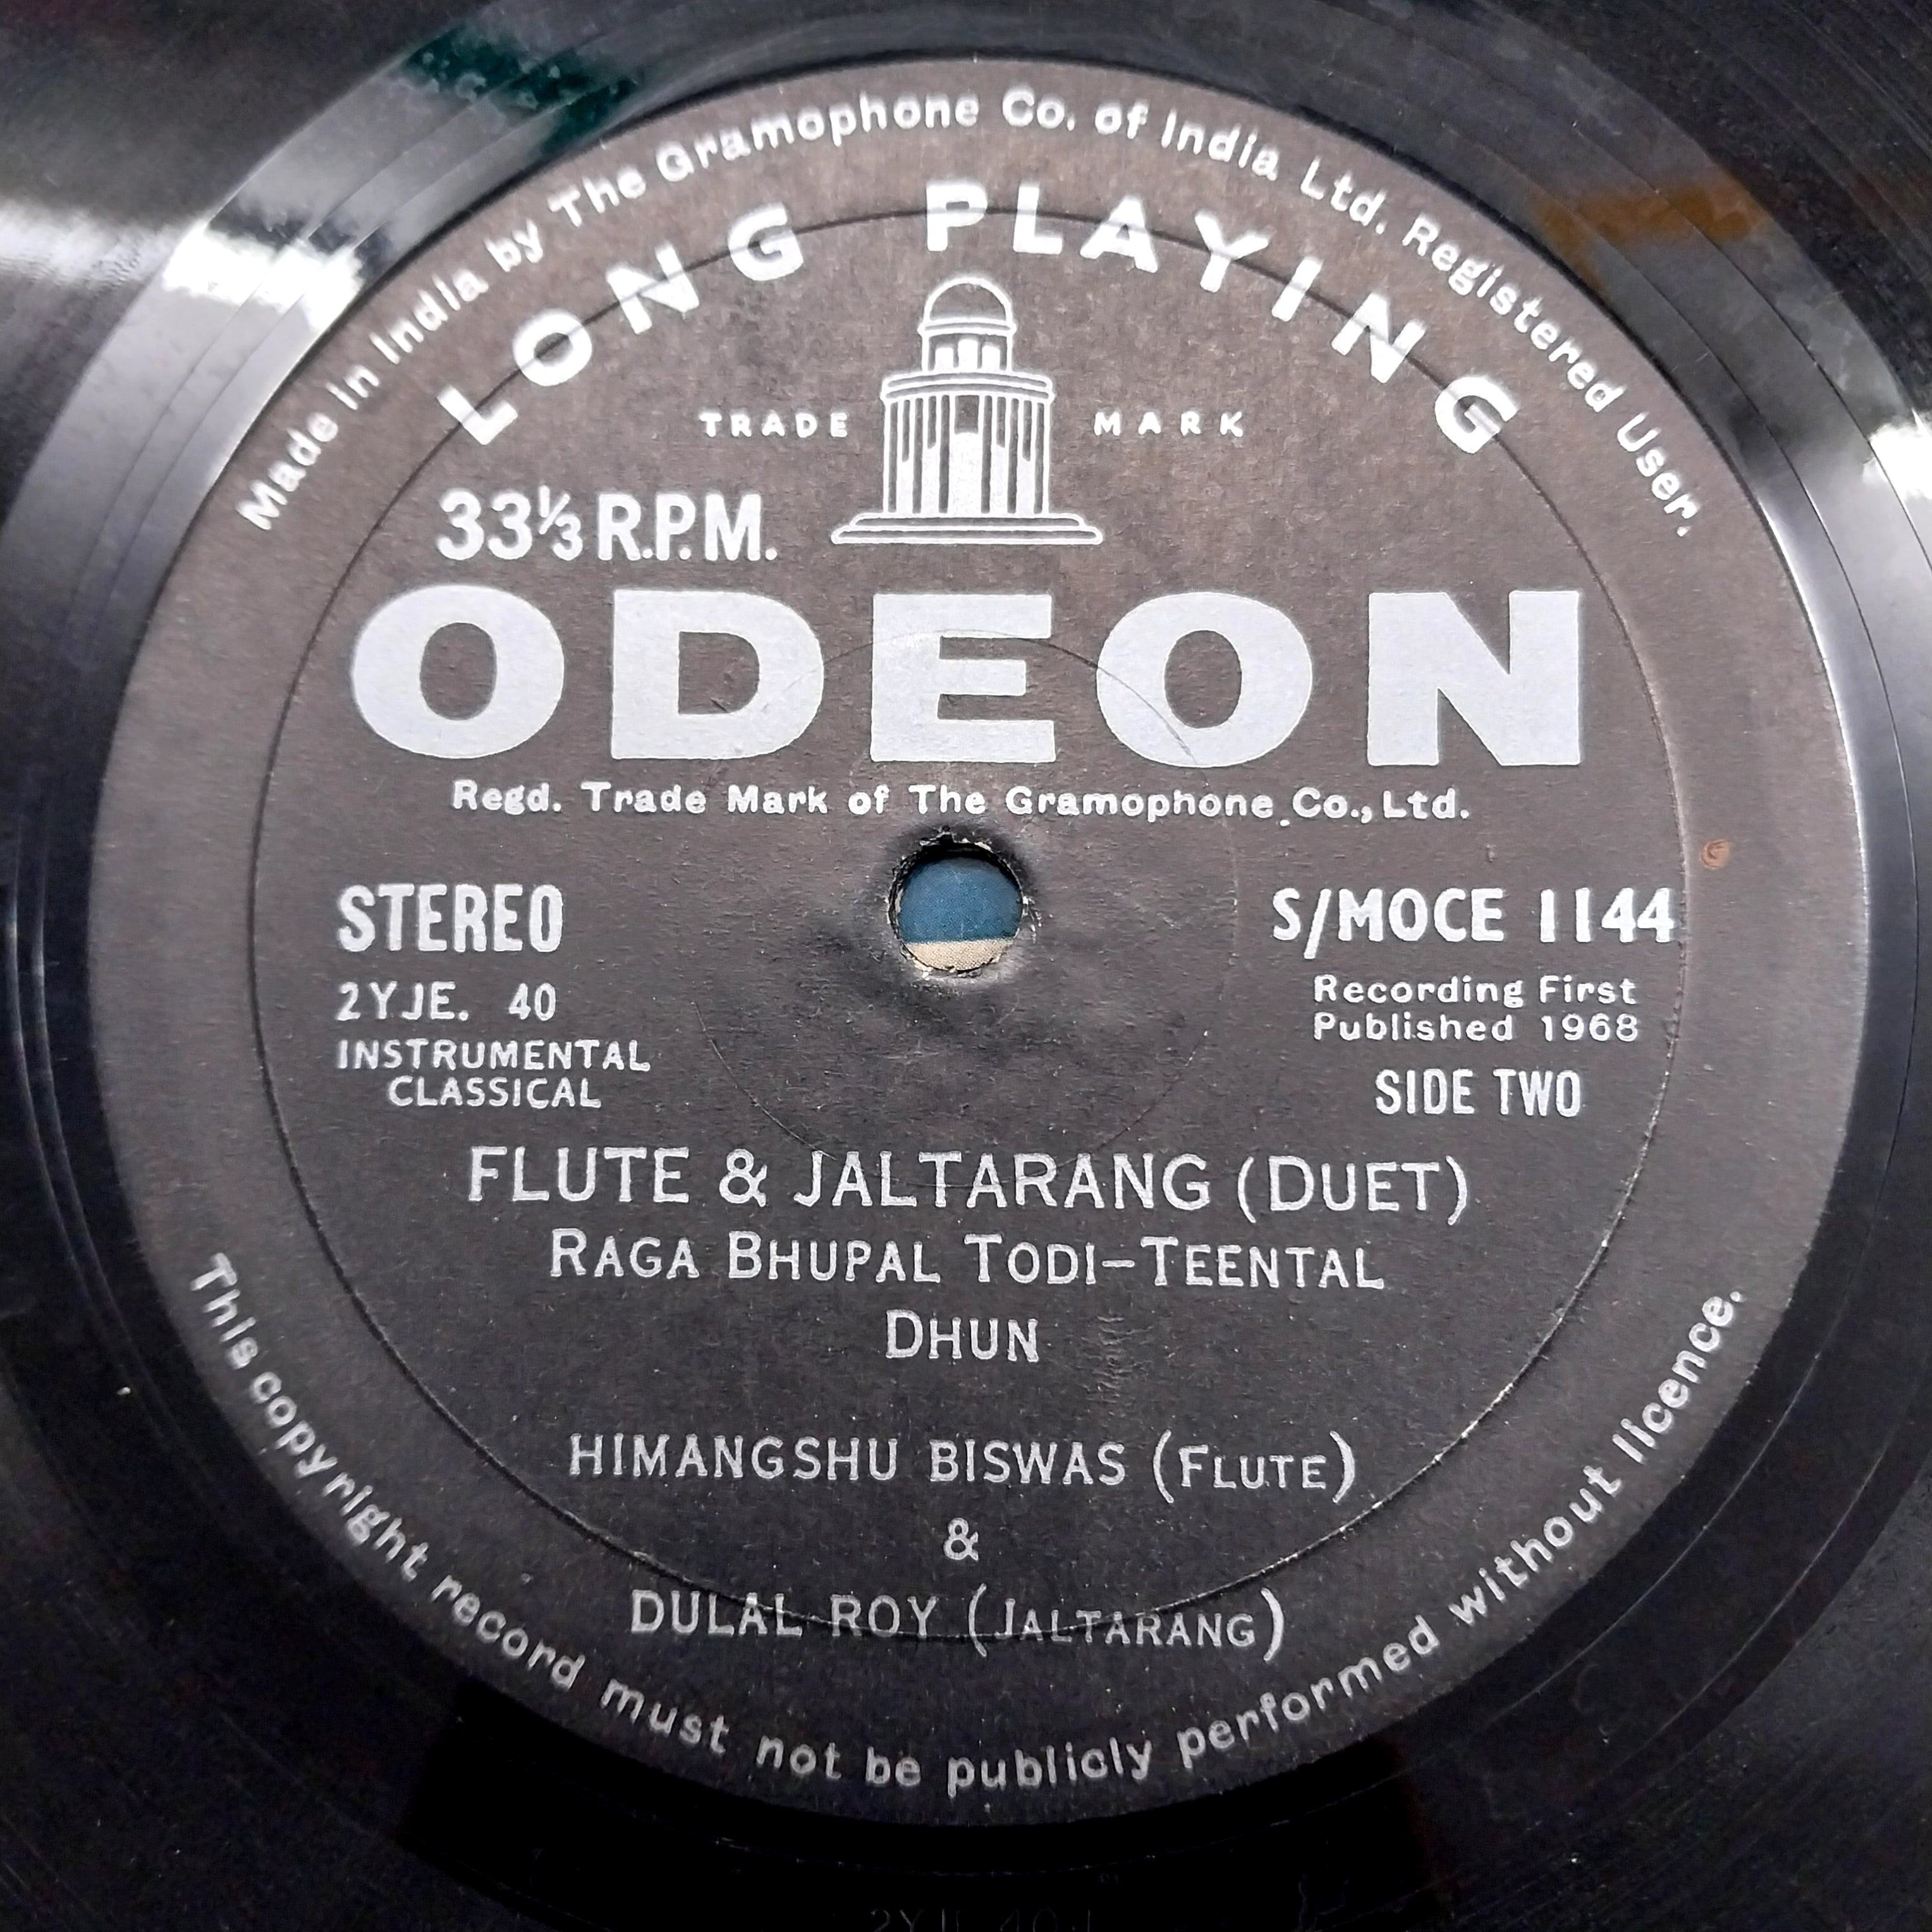 Made in India by The Gramophone Co. of India Ltd. Registered User.
LONG PLAYING
TRADE MARK
33⅓ R.P.M.
ODEON
Regd. Trade Mark of The Gramophone Co., Ltd.
STEREO
2YJE. 40
INSTRUMENTAL
CLASSICAL
S/MOCE 1144
Recording First
Published 1968
SIDE TWO
FLUTE & JALTARANG (DUET)
RAGA BHUPAL TODI-TEENTAL
DHUN
HIMANGSHU BISWAS (FLUTE)
&
DULAL ROY (JALTARANG)
This copyright record must not be publicly performed without licence.